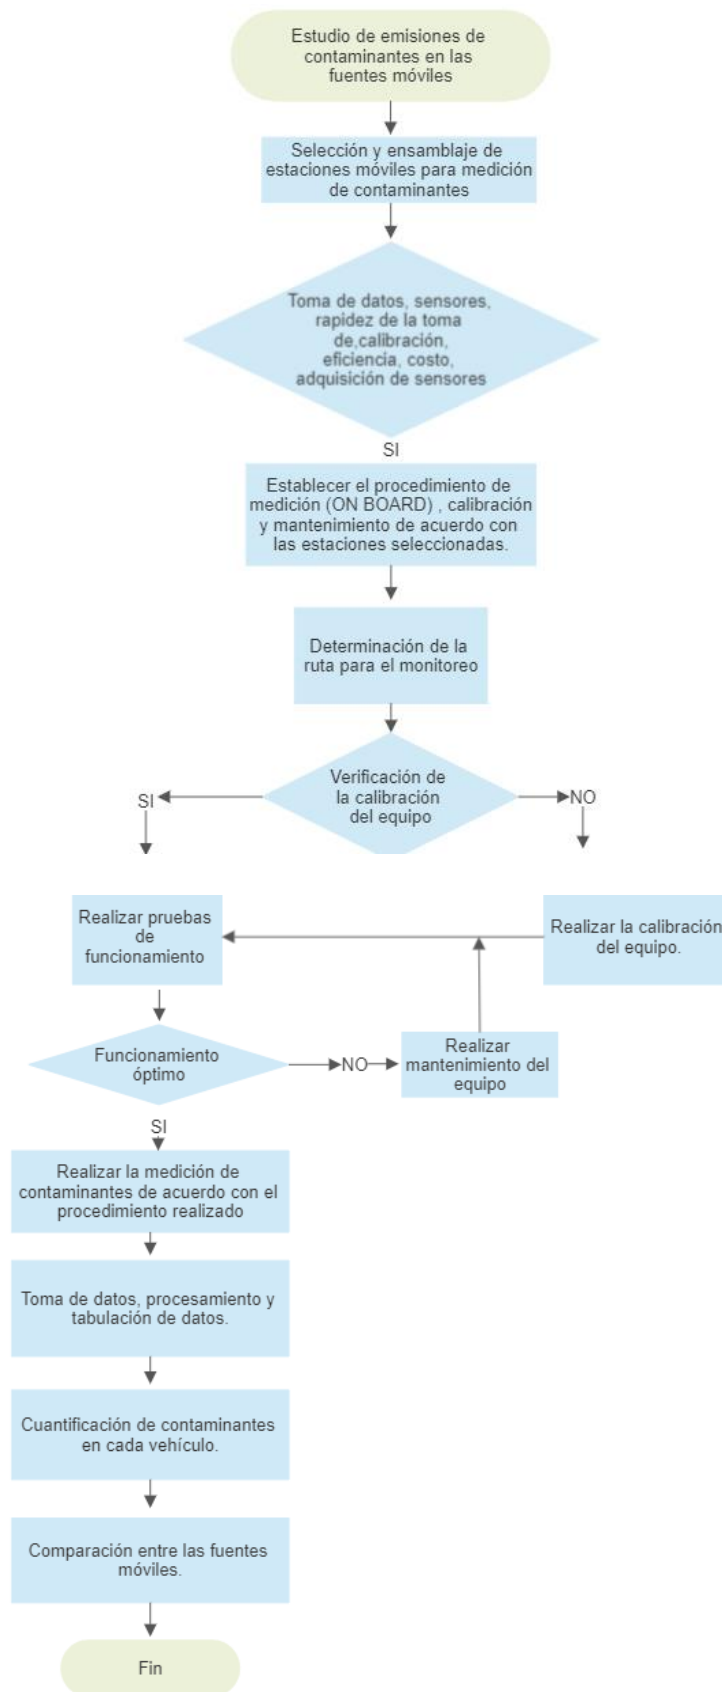 Estudio de emisiones de
contaminantes en las
fuentes móviles
Selección y ensamblaje de
estaciones móviles para medición
de contaminantes
Toma de datos, sensores,
rapidez de la toma
de,calibración,
eficiencia, costo,
adquisición de sensores
SI
Establecer el procedimiento de
medición (ON BOARD) , calibración
y mantenimiento de acuerdo con
las estaciones seleccionadas.
Determinación de la
ruta para el monitoreo
Verificación de
la calibración
del equipo
SI
NO
Realizar pruebas
de
funcionamiento
Realizar la calibración
del equipo.
Funcionamiento
óptimo
NO
Realizar
mantenimiento del
equipo
SI
Realizar la medición de
contaminantes de acuerdo con el
procedimiento realizado
Toma de datos, procesamiento y
tabulación de datos.
Cuantificación de contaminantes
en cada vehículo.
Comparación entre las fuentes
móviles.
Fin